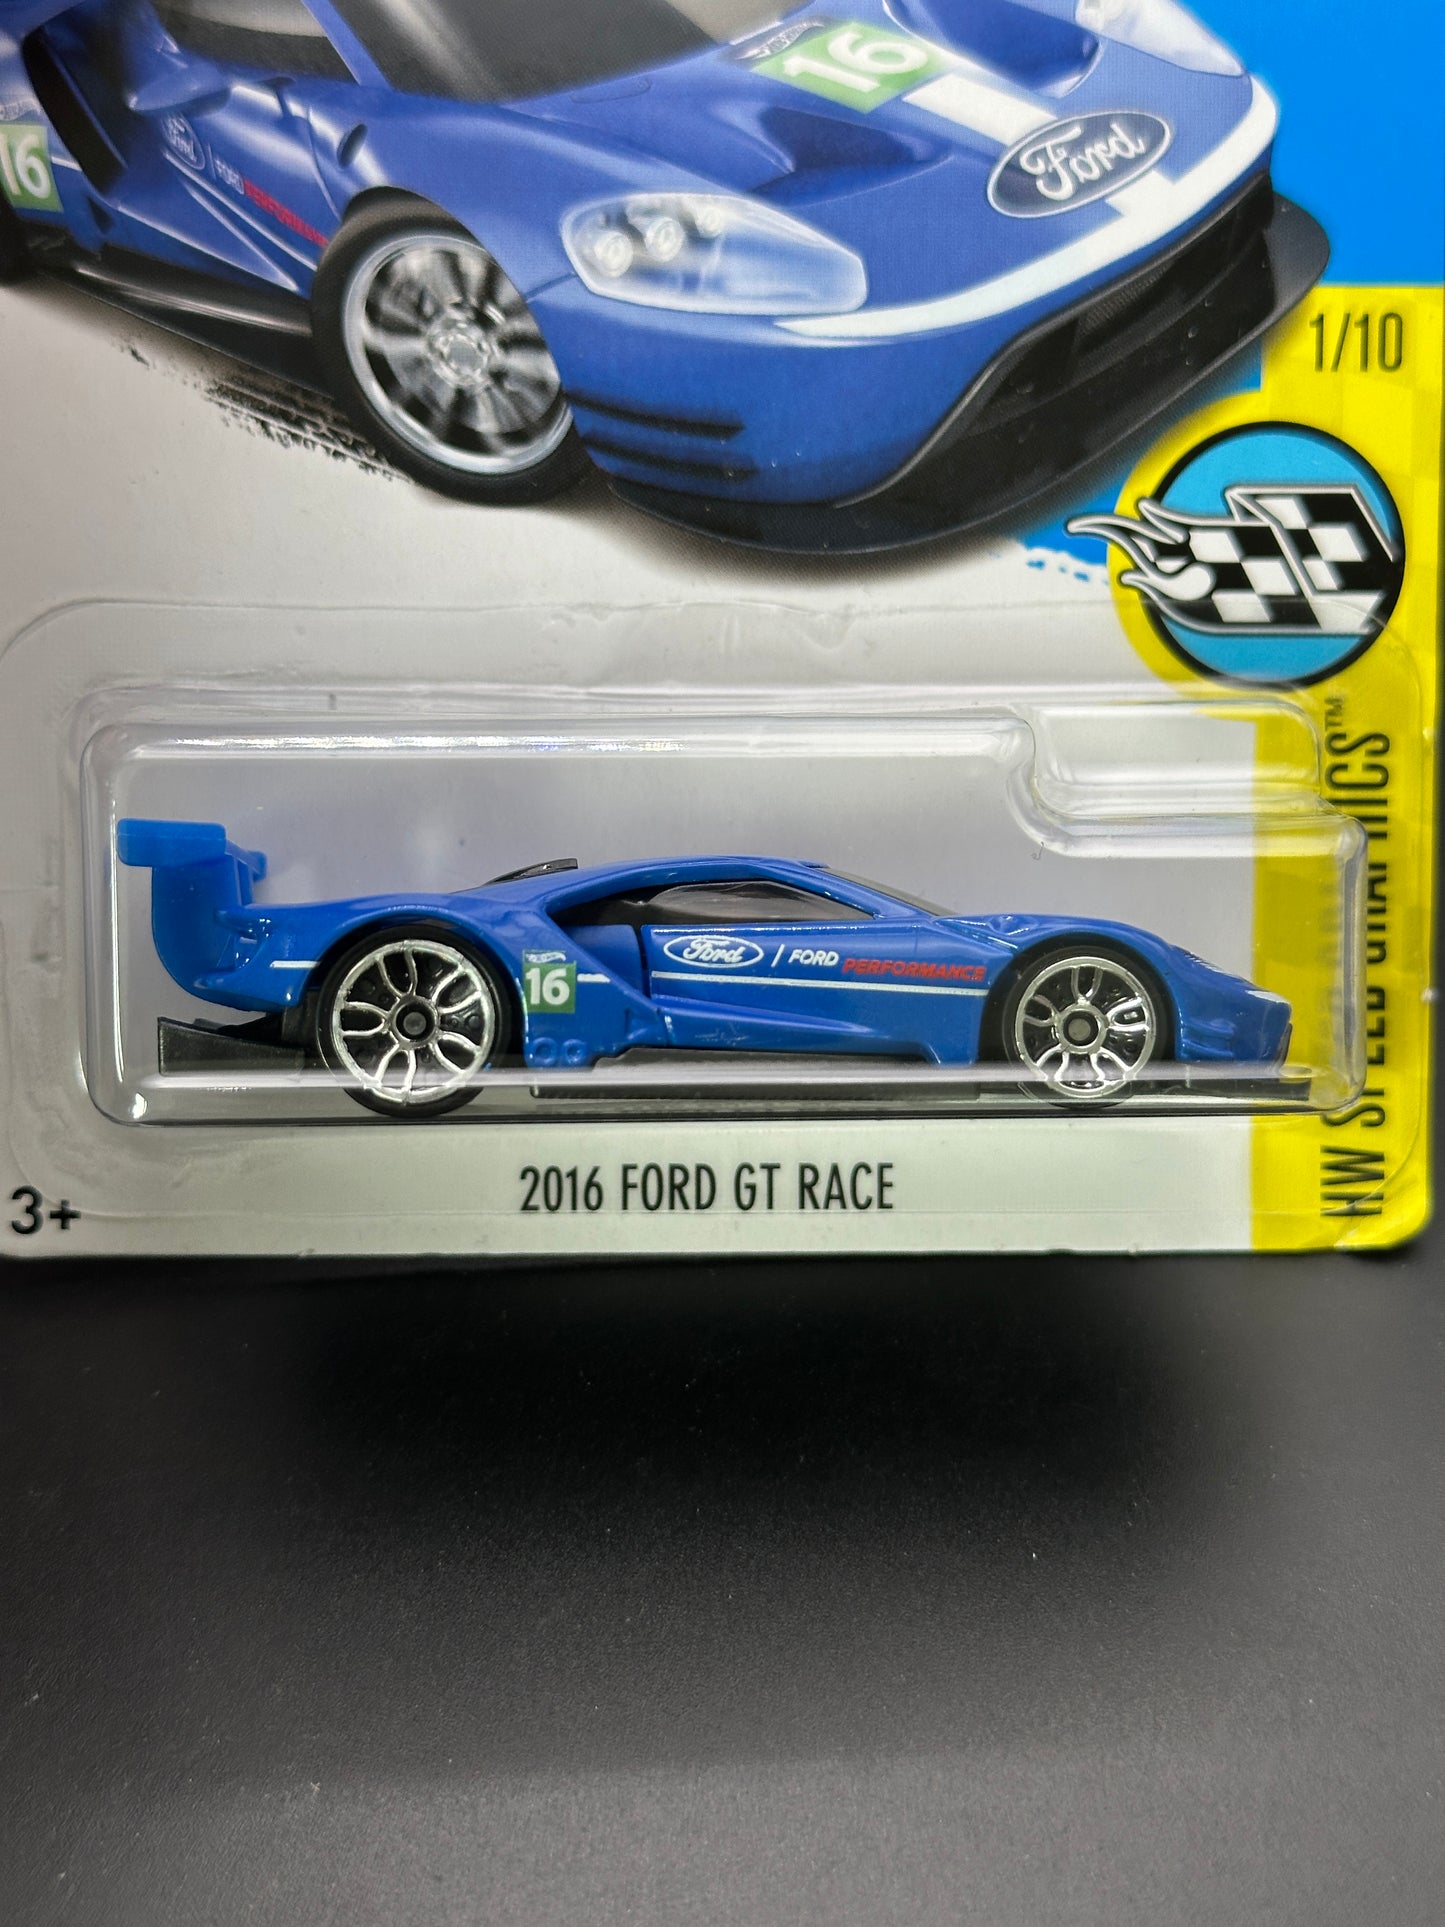 16
Ford
16
Ford | FORD PERFORMANCE
1/10
HW SPEED GRAPHICS™
Ford / FORD PERFORMANCE
16
2016 FORD GT RACE
3+